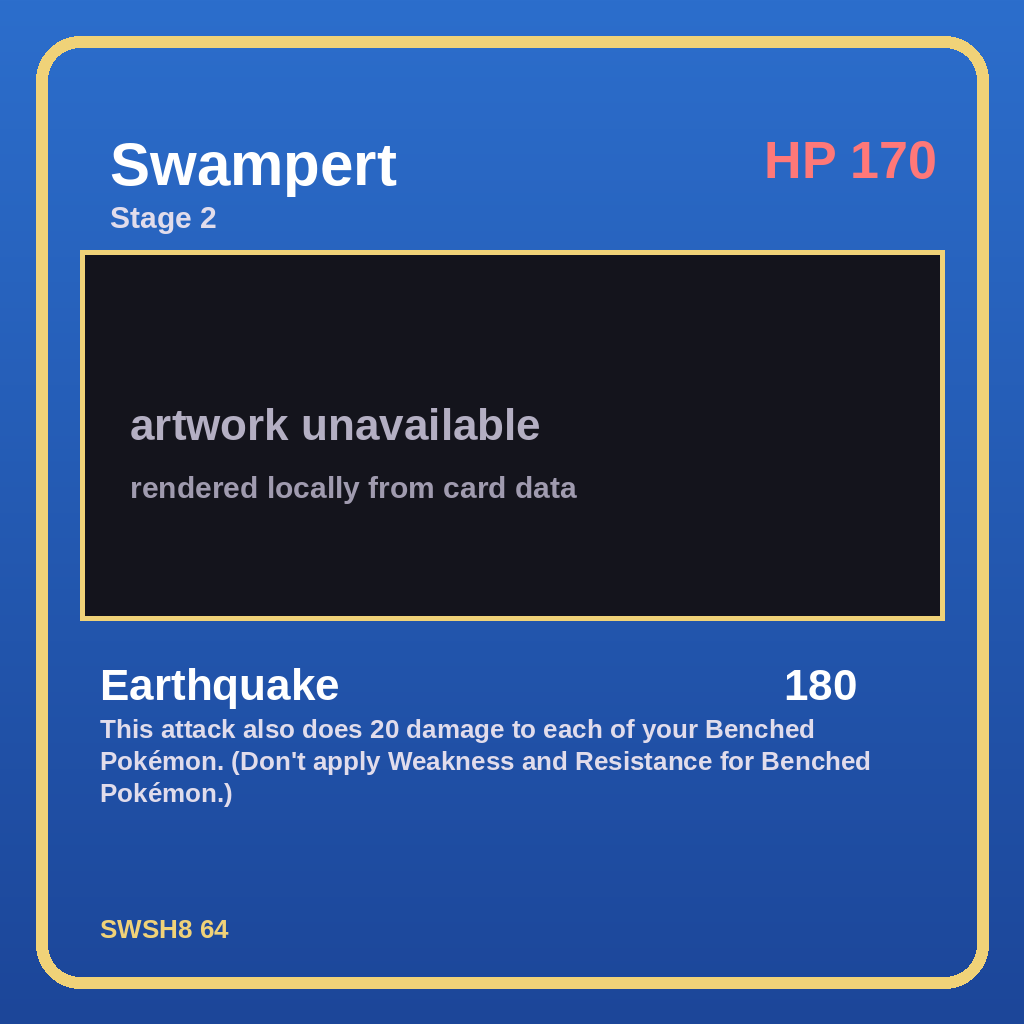 Swampert
HP 170
Stage 2
artwork unavailable
rendered locally from card data
Earthquake 180
This attack also does 20 damage to each of your Benched
Pokémon. (Don't apply Weakness and Resistance for Benched
Pokémon.)
SWSH8 64